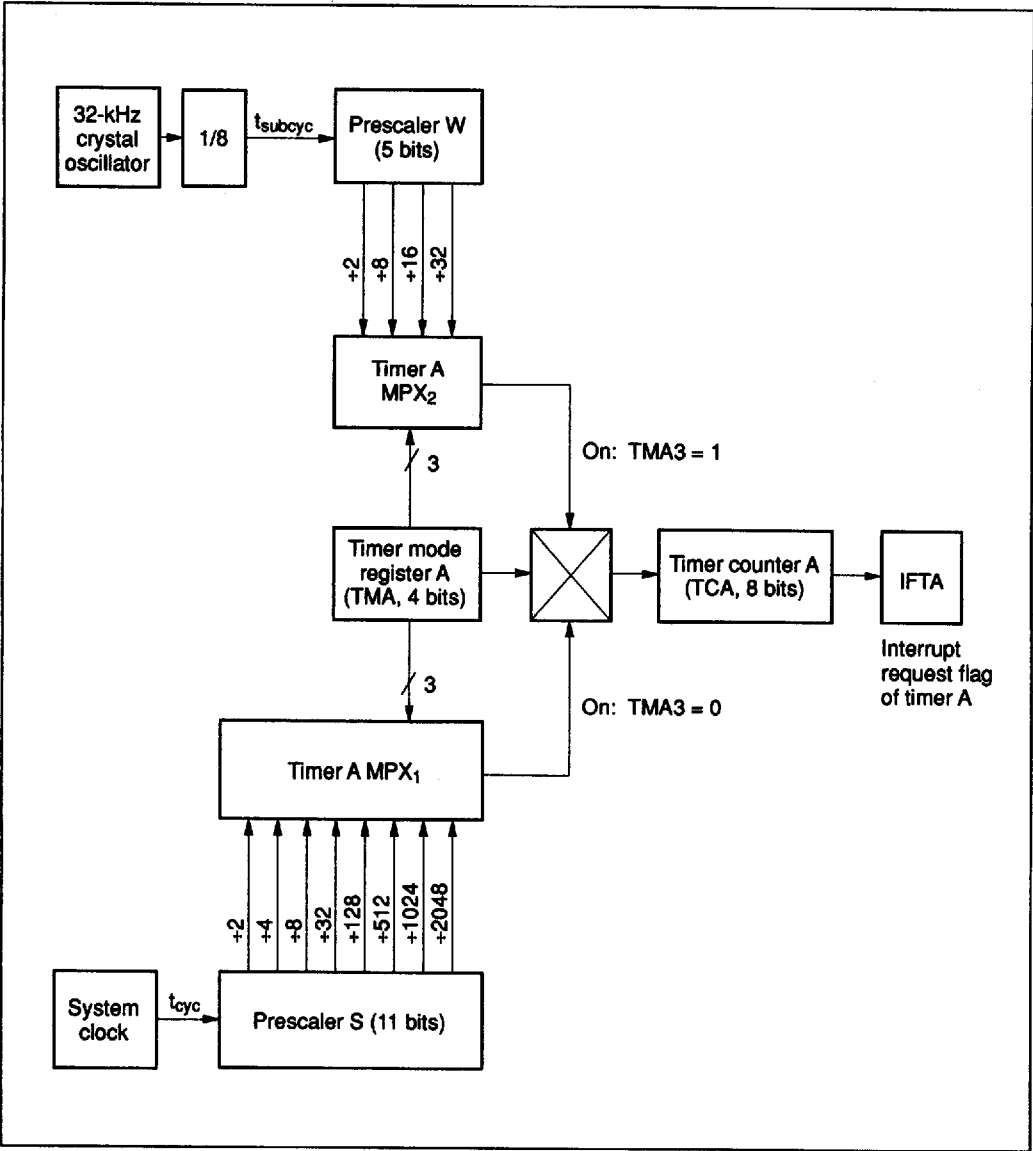 32-kHz
crystal
oscillator
1/8
tsubcyc
Prescaler W
(5 bits)
÷2
÷8
÷16
÷32
Timer A
MPX2
3
On: TMA3 = 1
Timer mode
register A
(TMA, 4 bits)
Timer counter A
(TCA, 8 bits)
IFTA
Interrupt
request flag
of timer A
3
On: TMA3 = 0
Timer A MPX1
÷2
÷4
÷8
÷32
÷128
÷512
÷1024
÷2048
System
clock
tcyc
Prescaler S (11 bits)